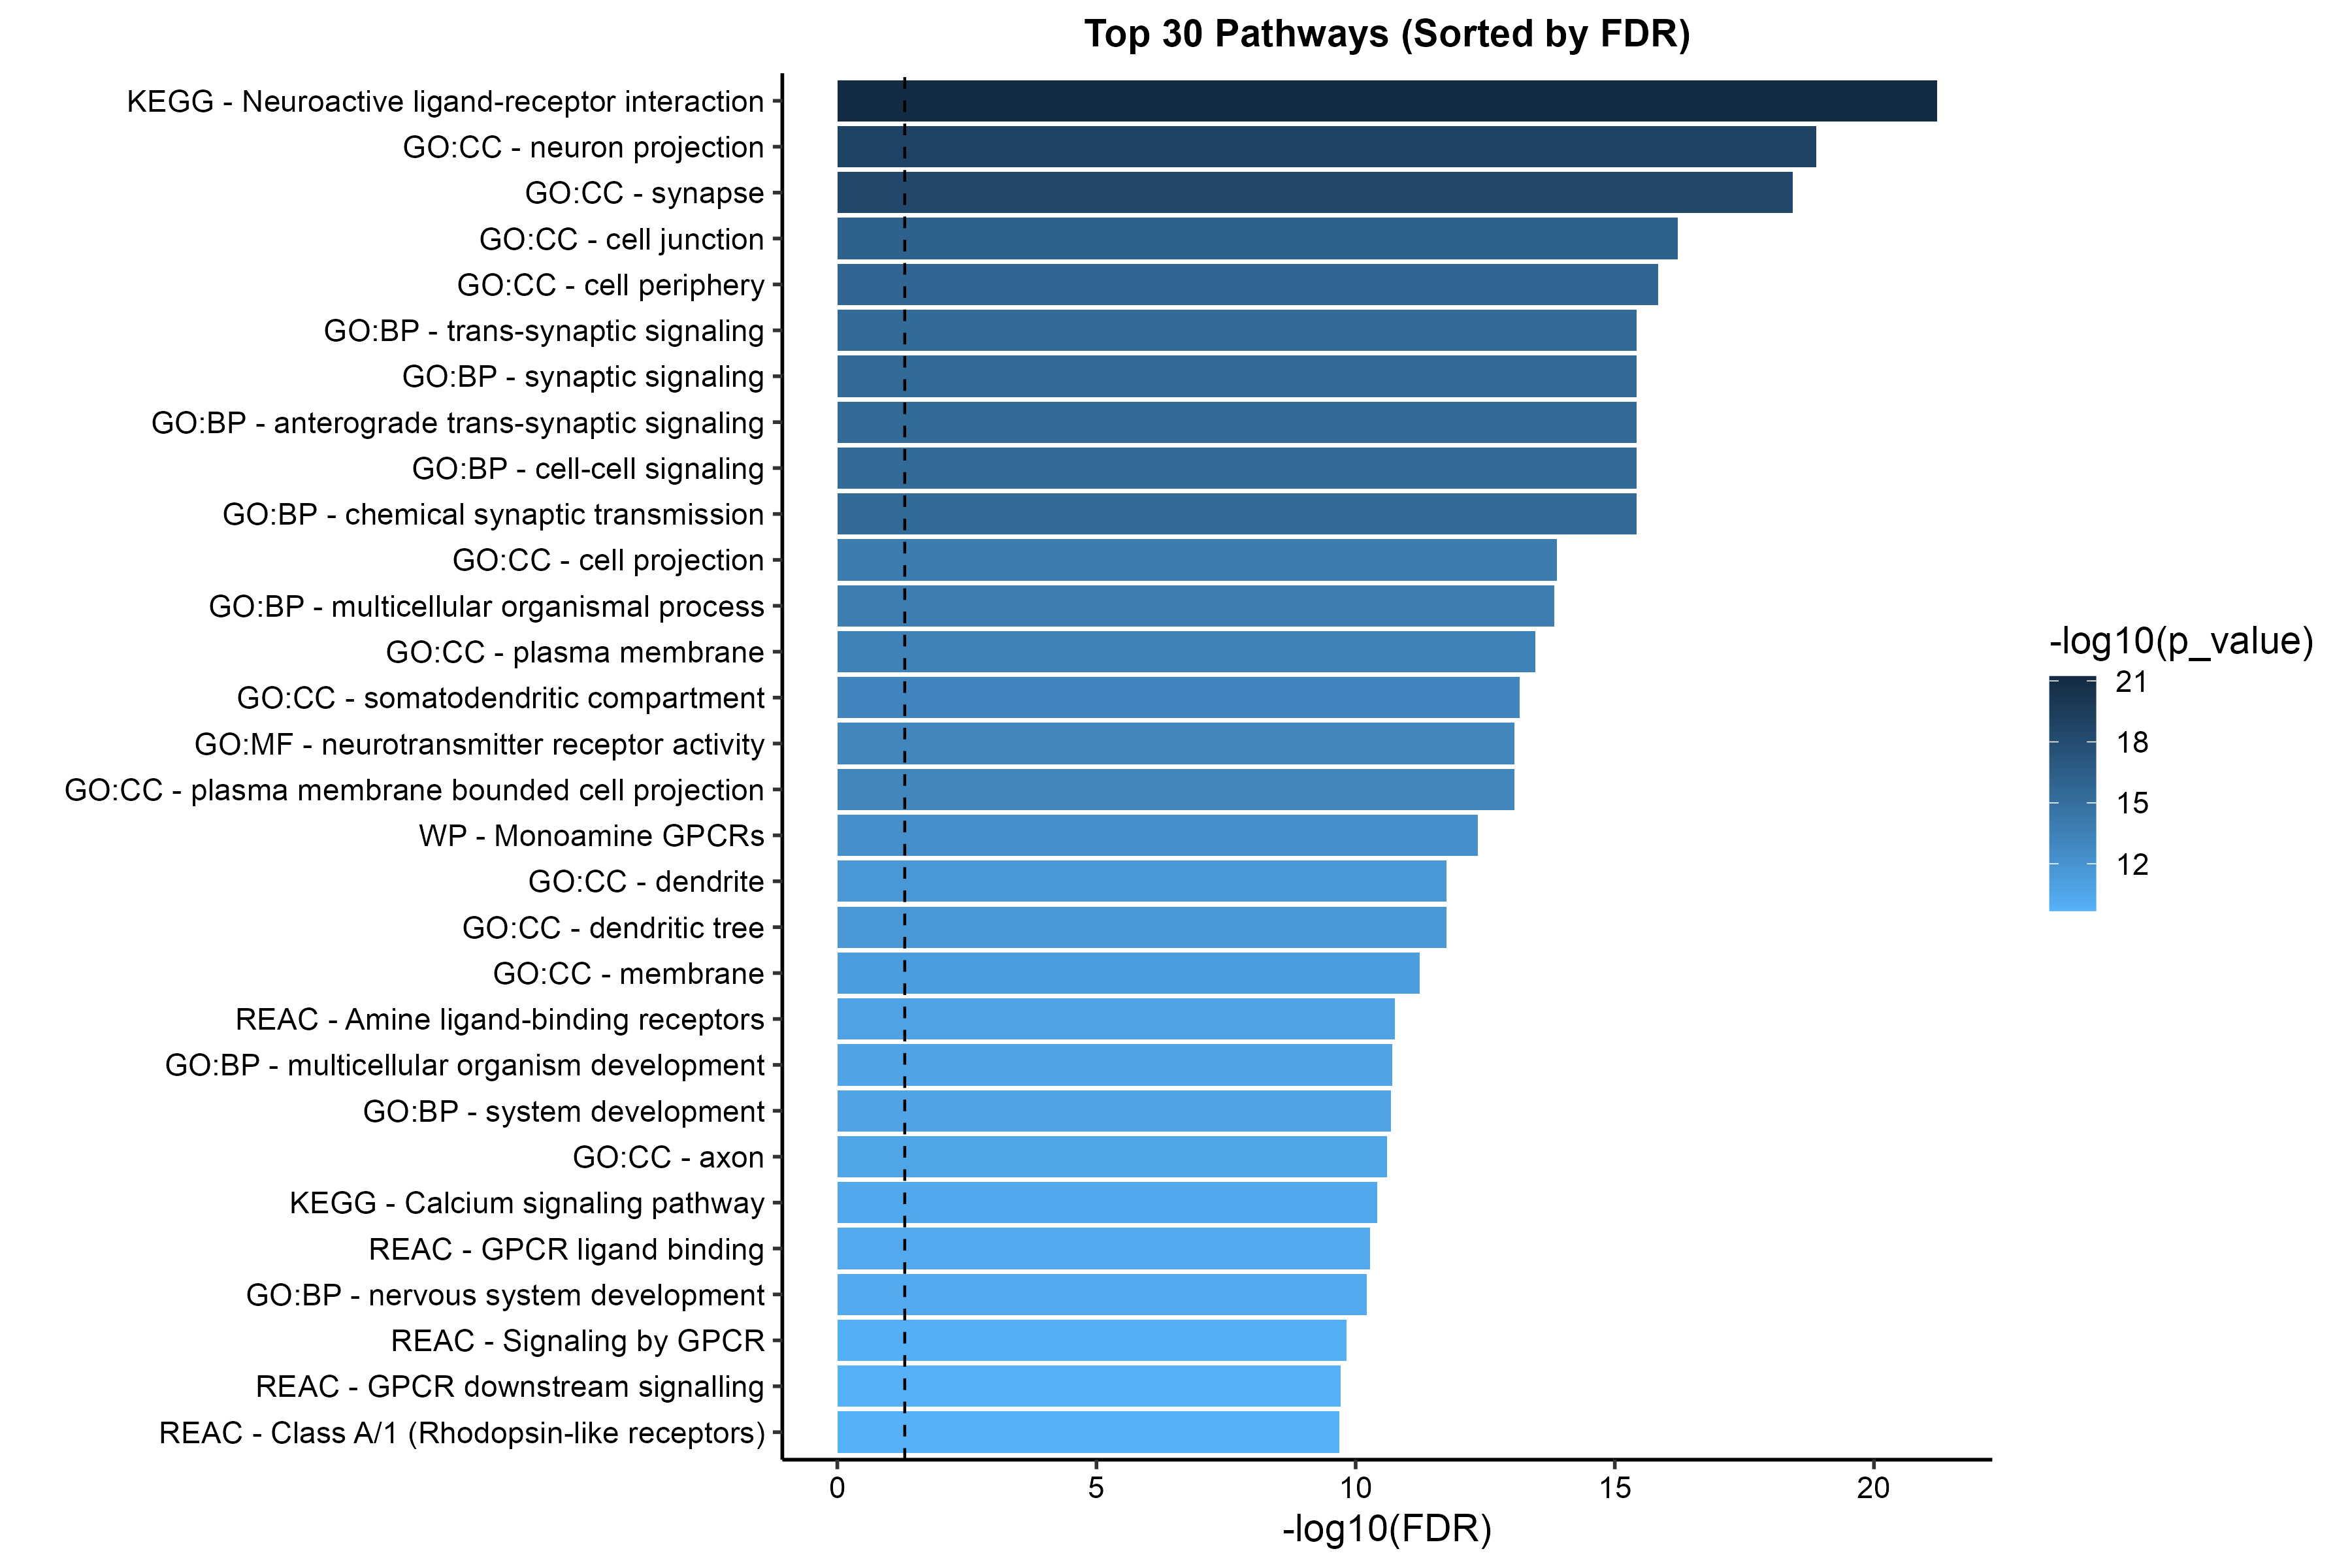 Top 30 Pathways (Sorted by FDR)
KEGG - Neuroactive ligand-receptor interaction
GO:CC - neuron projection
GO:CC - synapse
GO:CC - cell junction
GO:CC - cell periphery
GO:BP - trans-synaptic signaling
GO:BP - synaptic signaling
GO:BP - anterograde trans-synaptic signaling
GO:BP - cell-cell signaling
GO:BP - chemical synaptic transmission
GO:CC - cell projection
GO:BP - multicellular organismal process
GO:CC - plasma membrane
GO:CC - somatodendritic compartment
GO:MF - neurotransmitter receptor activity
GO:CC - plasma membrane bounded cell projection
WP - Monoamine GPCRs
GO:CC - dendrite
GO:CC - dendritic tree
GO:CC - membrane
REAC - Amine ligand-binding receptors
GO:BP - multicellular organism development
GO:BP - system development
GO:CC - axon
KEGG - Calcium signaling pathway
REAC - GPCR ligand binding
GO:BP - nervous system development
REAC - Signaling by GPCR
REAC - GPCR downstream signalling
REAC - Class A/1 (Rhodopsin-like receptors)
0 5 10 15 20
-log10(FDR)
-log10(p_value)
21
18
15
12